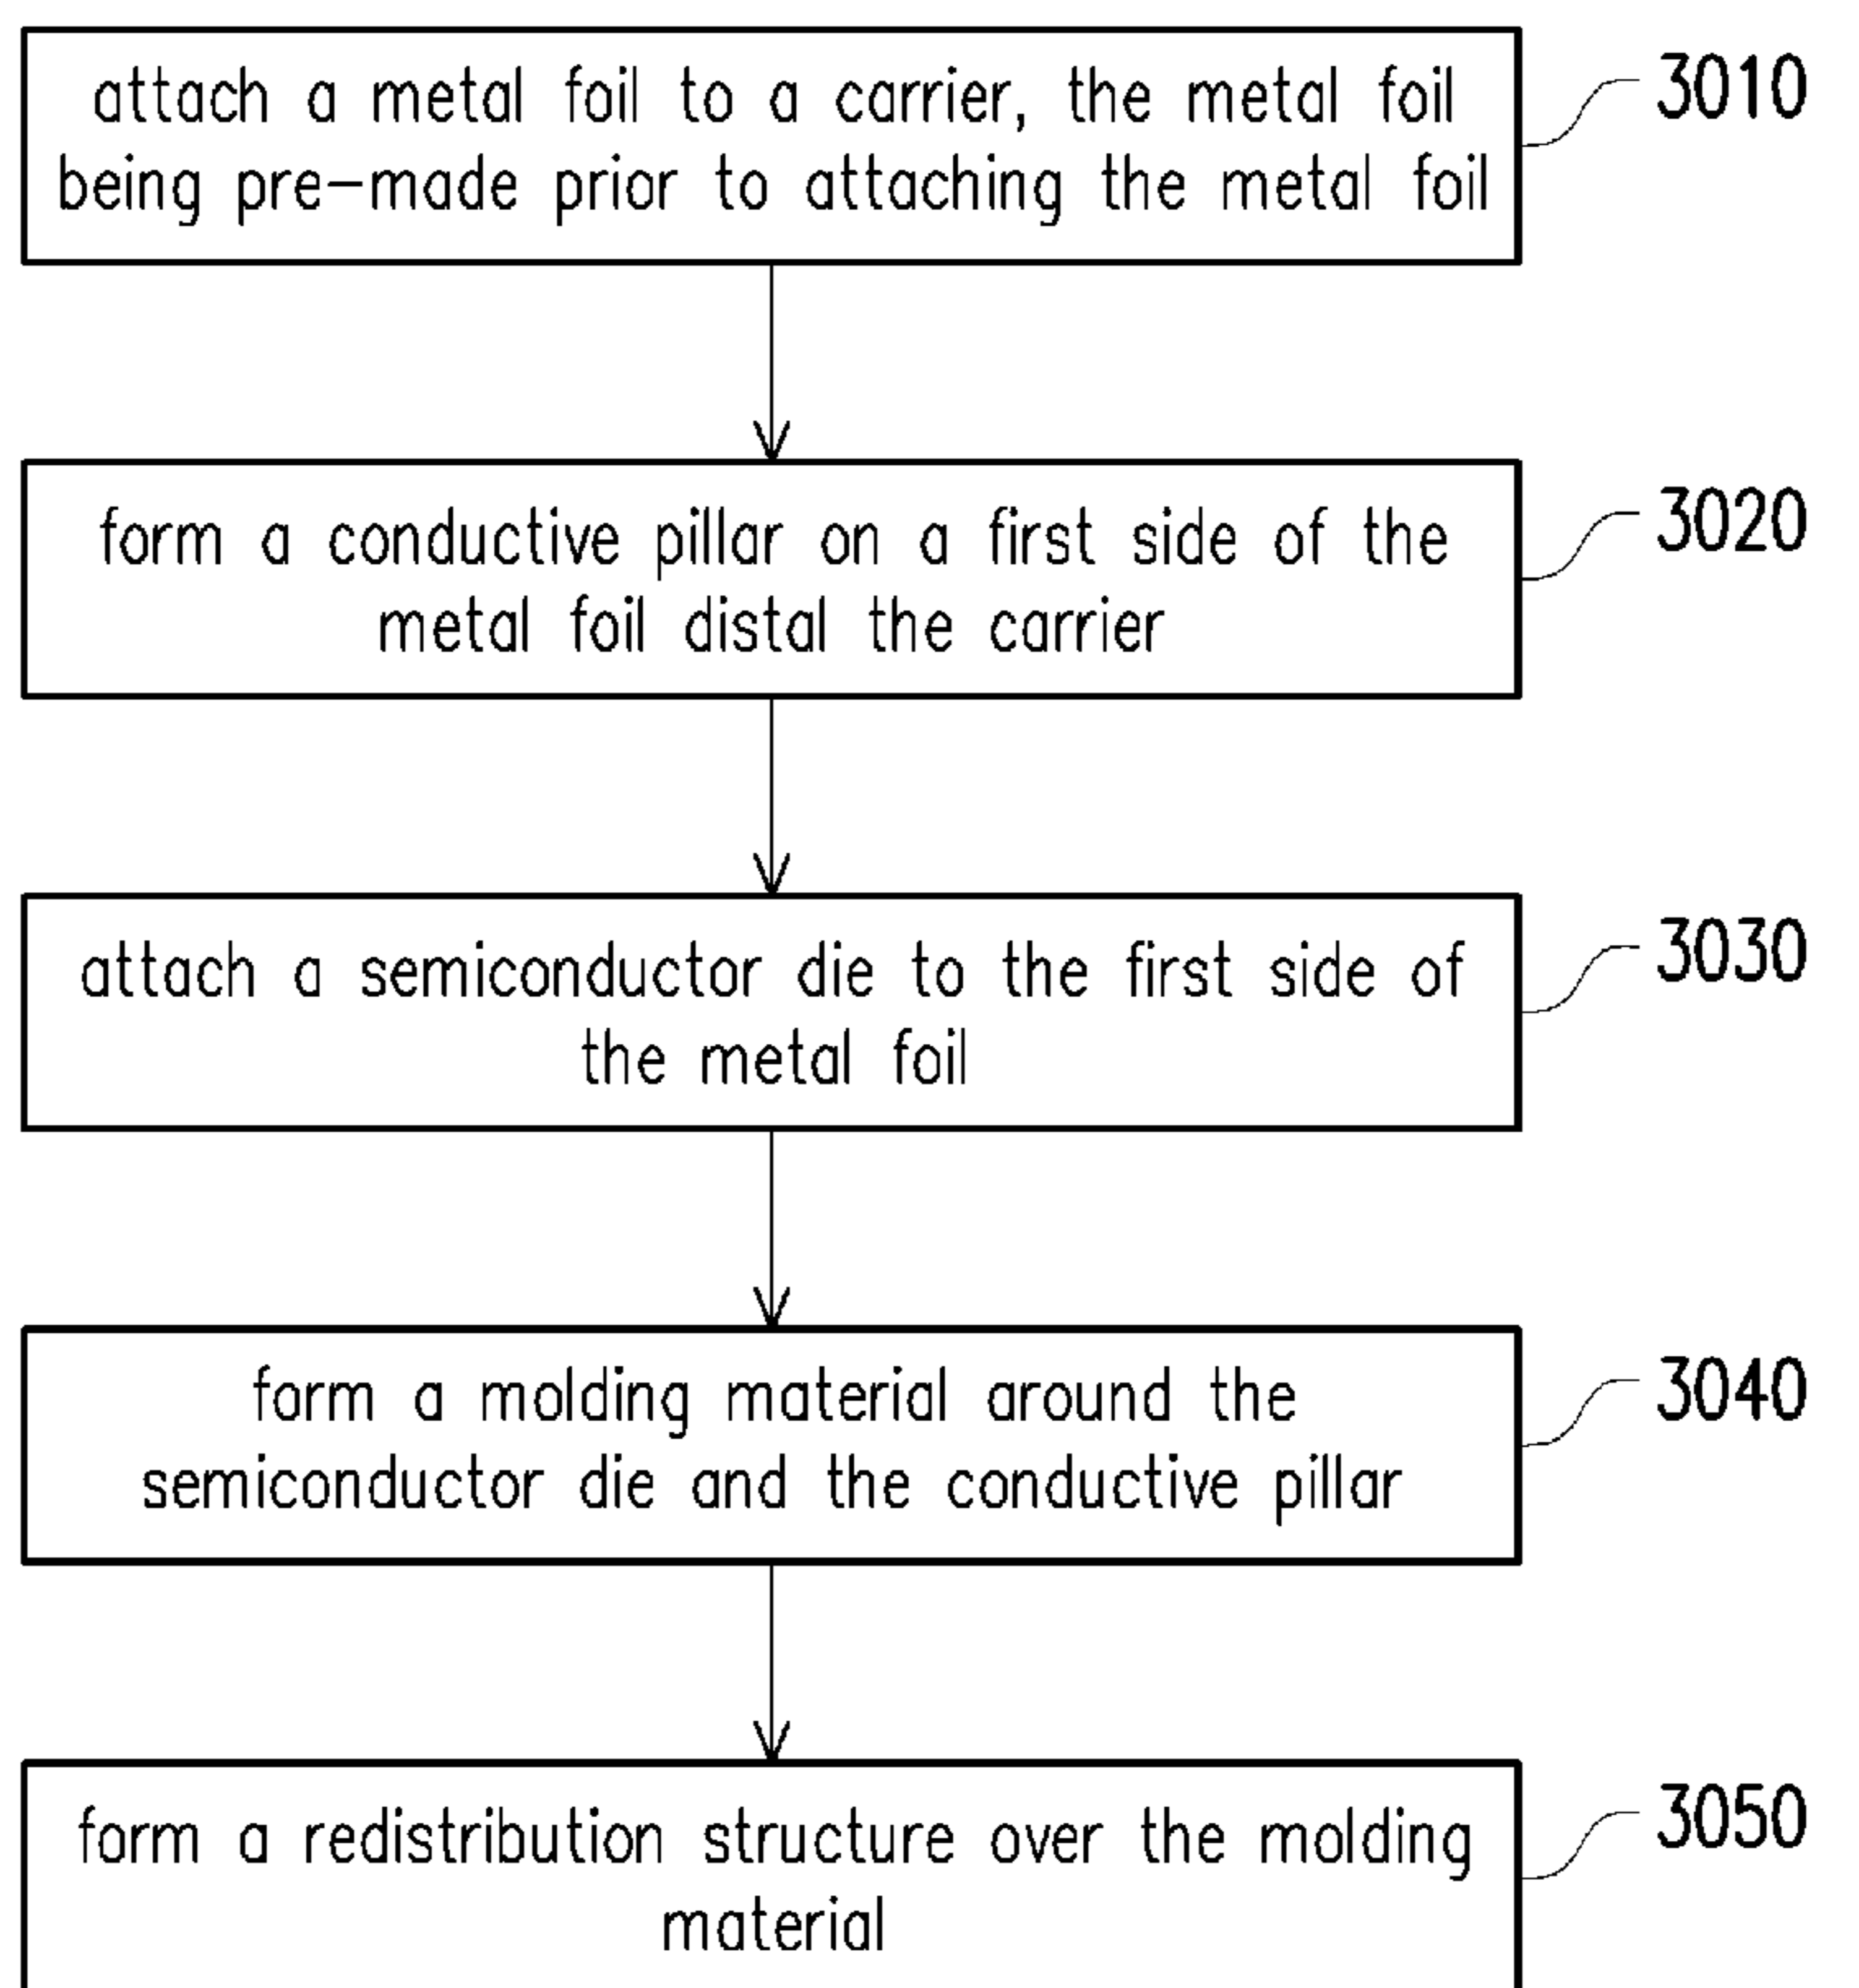 attach a metal foil to a carrier, the metal foil
being pre-made prior to attaching the metal foil
3010
form a conductive pillar on a first side of the
metal foil distal the carrier
3020
attach a semiconductor die to the first side of
the metal foil
3030
form a molding material around the
semiconductor die and the conductive pillar
3040
form a redistribution structure over the molding
material
3050